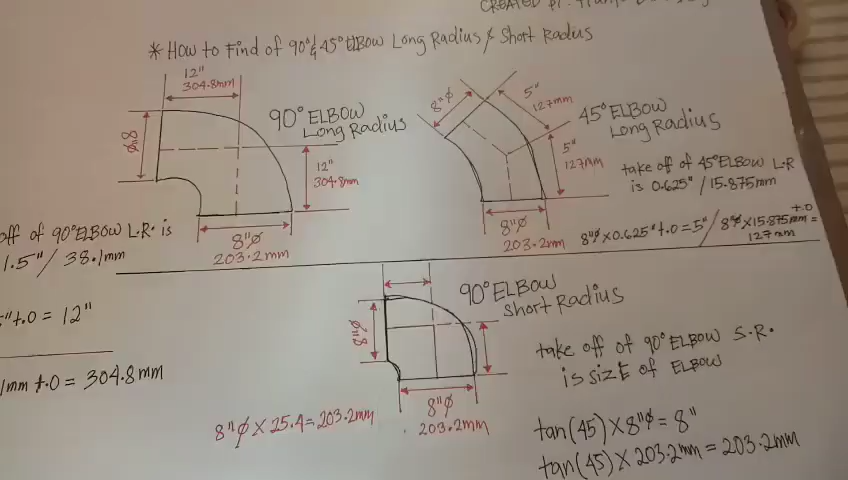 CREATED
* HOW to Find of 90° & 45° ELBOW Long Radius & Short Radius
12"
304.8mm
8"Ø
90° ELBOW
Long Radius
12"
304.8mm
8"Ø
203.2mm
off of 90° ELBOW L.R. is
1.5" / 38.1mm
" t.0 = 12"
1mm t.0 = 304.8mm
8"Ø
5"
127mm
45° ELBOW
Long Radius
5"
127mm
take off of 45° ELBOW L.R
is 0.625" / 15.875mm
8"Ø
203.2mm
8"Ø x 0.625" t.0 = 5" / 8"Ø x 15.875mm t.0 =
127mm
90° ELBOW
Short Radius
8"Ø
8"Ø
203.2mm
8"Ø x 25.4 = 203.2mm
take off of 90° ELBOW S.R.
is sizE of ELBOW
tan(45) x 8"Ø = 8"
tan(45) x 203.2mm = 203.2mm